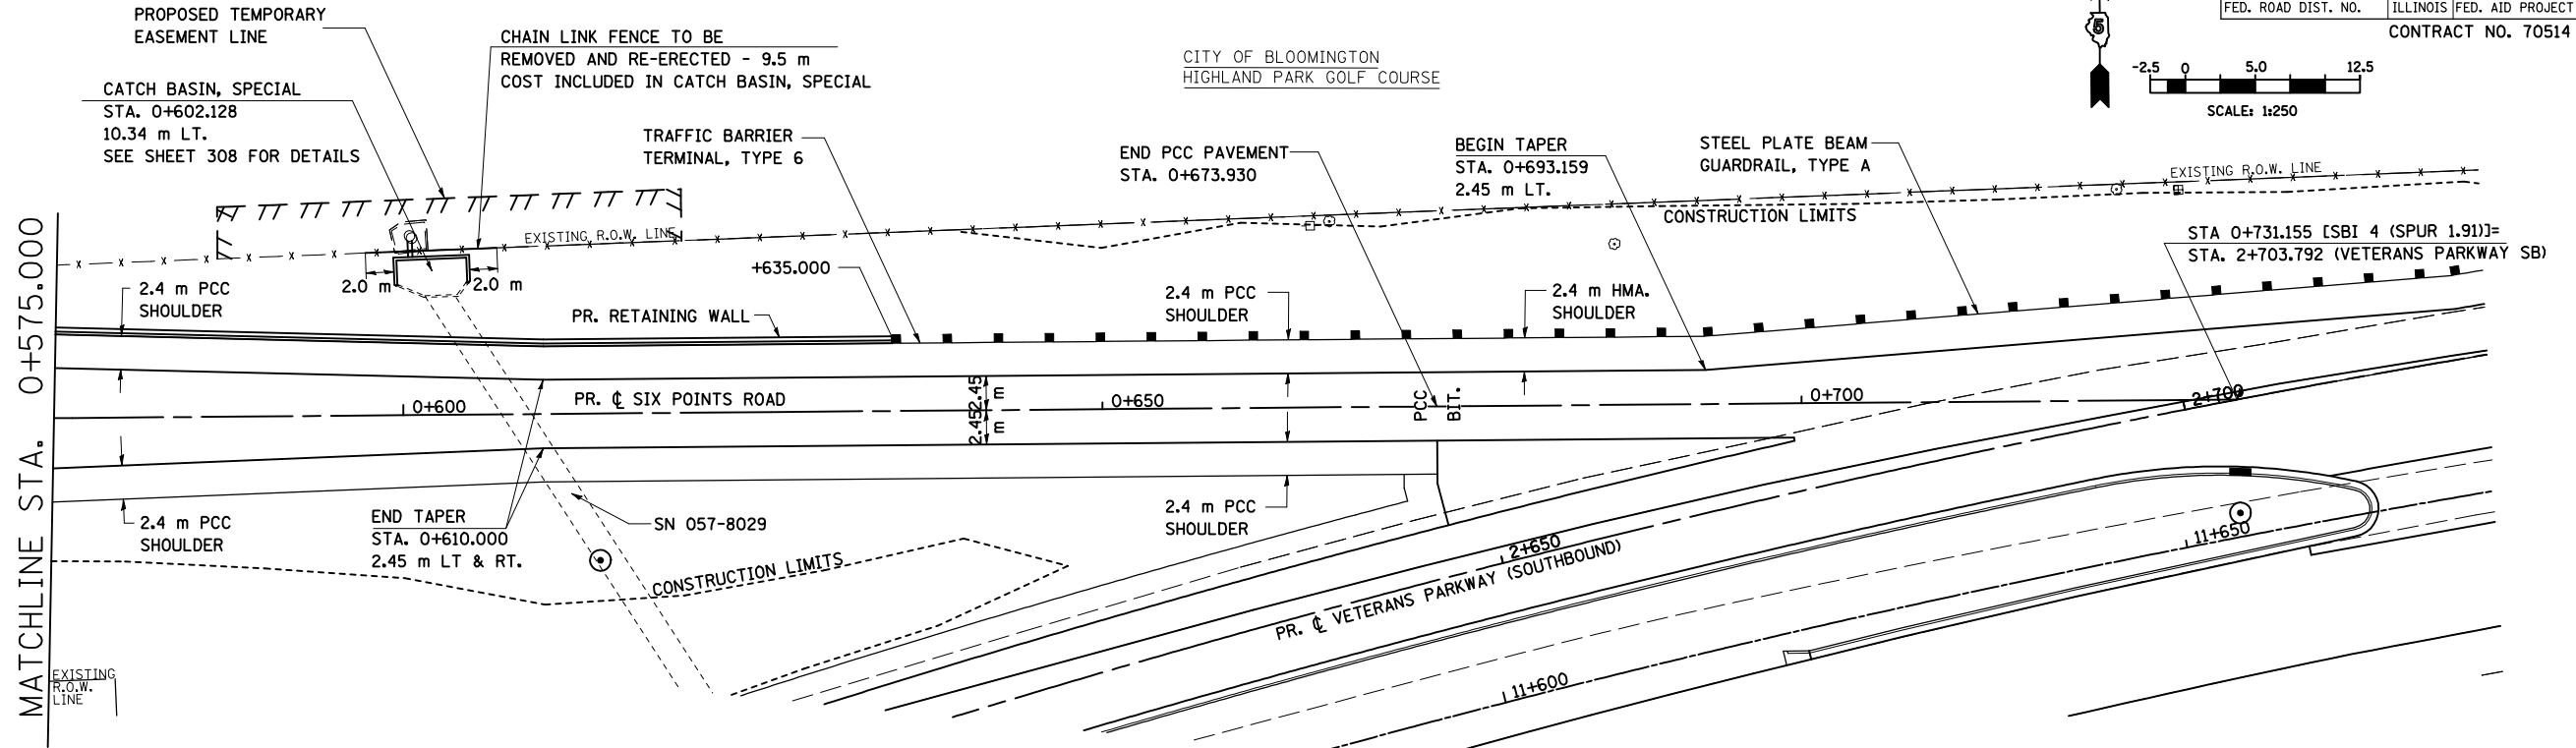 PROPOSED TEMPORARY
EASEMENT LINE
CATCH BASIN, SPECIAL
STA. 0+602.128
10.34 m LT.
SEE SHEET 308 FOR DETAILS
CHAIN LINK FENCE TO BE
REMOVED AND RE-ERECTED - 9.5 m
COST INCLUDED IN CATCH BASIN, SPECIAL
TRAFFIC BARRIER
TERMINAL, TYPE 6
CITY OF BLOOMINGTON
HIGHLAND PARK GOLF COURSE
END PCC PAVEMENT
STA. 0+673.930
BEGIN TAPER
STA. 0+693.159
2.45 m LT.
STEEL PLATE BEAM
GUARDRAIL, TYPE A
5
FED. ROAD DIST. NO.
ILLINOIS
FED. AID PROJECT
CONTRACT NO. 70514
-2.5 0 5.0 12.5
SCALE: 1:250
EXISTING R.O.W. LINE
CONSTRUCTION LIMITS
STA 0+731.155 [SBI 4 (SPUR 1.91)]=
STA. 2+703.792 (VETERANS PARKWAY SB)
EXISTING R.O.W. LINE
2.0 m
2.0 m
+635.000
2.4 m PCC
SHOULDER
PR. RETAINING WALL
2.4 m PCC
SHOULDER
2.4 m HMA.
SHOULDER
MATCHLINE STA. 0+575.000
0+600
PR. ℄ SIX POINTS ROAD
2.45 m
2.45 m
0+650
PCC
BIT.
0+700
2+700
2.4 m PCC
SHOULDER
END TAPER
STA. 0+610.000
2.45 m LT & RT.
SN 057-8029
2.4 m PCC
SHOULDER
CONSTRUCTION LIMITS
2+650
PR. ℄ VETERANS PARKWAY (SOUTHBOUND)
11+650
11+600
EXISTING
R.O.W.
LINE